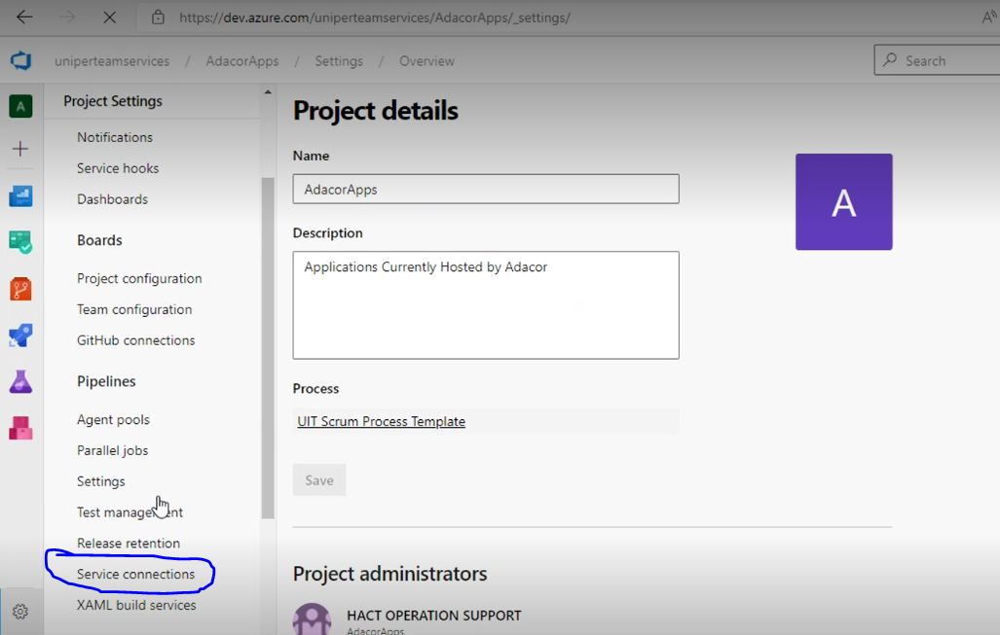 https://dev.azure.com/uniperteamservices/AdacorApps/_settings/
uniperteamservices / AdacorApps / Settings / Overview
Search
A
Project Settings
Notifications
Service hooks
Dashboards
Boards
Project configuration
Team configuration
GitHub connections
Pipelines
Agent pools
Parallel jobs
Settings
Test management
Release retention
Service connections
XAML build services
Project details
Name
AdacorApps
A
Description
Applications Currently Hosted by Adacor
Process
UIT Scrum Process Template
Save
Project administrators
HACT OPERATION SUPPORT
AdacorApps